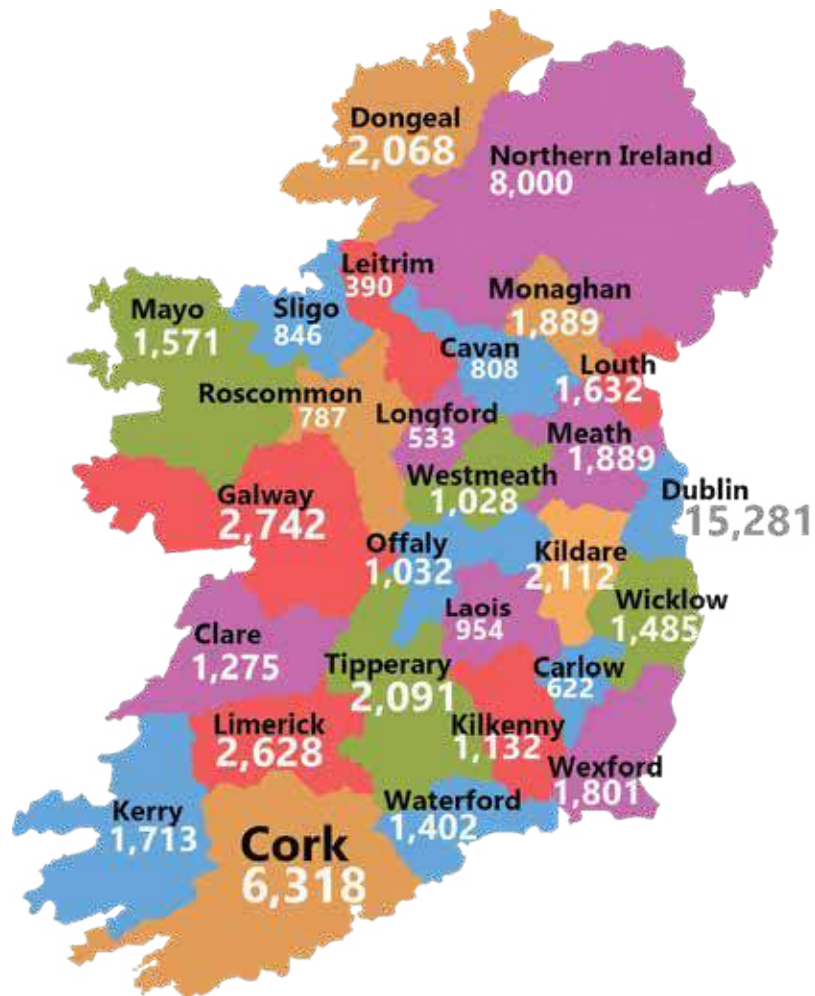 Dongeal
2,068
Northern Ireland
8,000
Leitrim
390
Monaghan
1,889
Mayo
1,571
Sligo
846
Cavan
808
Louth
1,632
Roscommon
787
Longford
533
Meath
1,889
Westmeath
1,028
Galway
2,742
Dublin
15,281
Offaly
1,032
Kildare
2,112
Laois
954
Wicklow
1,485
Clare
1,275
Tipperary
2,091
Carlow
622
Limerick
2,628
Kilkenny
1,132
Wexford
1,801
Kerry
1,713
Waterford
1,402
Cork
6,318